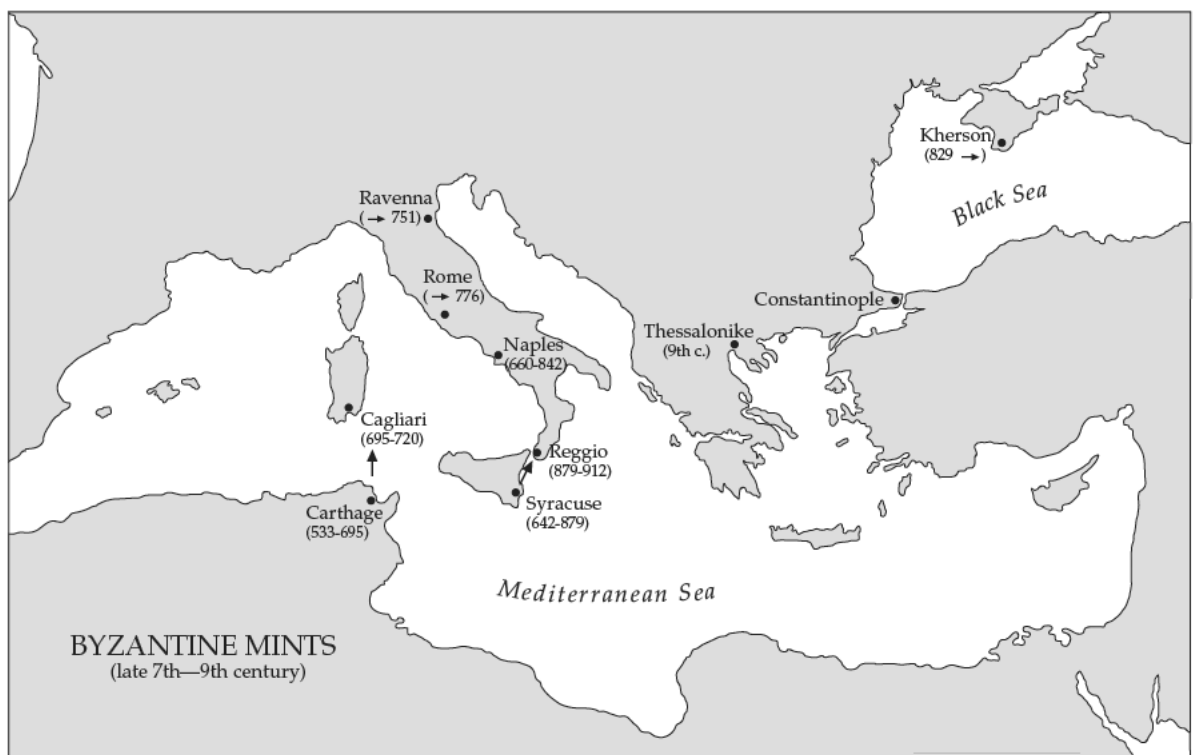 Kherson
(829 → )
Black Sea
Ravenna
( → 751)
Rome
( → 776)
Constantinople
Thessalonike
(9th c.)
Naples
(660-842)
Cagliari
(695-720)
Reggio
(879-912)
Syracuse
(642-879)
Carthage
(533-695)
Mediterranean Sea
BYZANTINE MINTS
(late 7th—9th century)